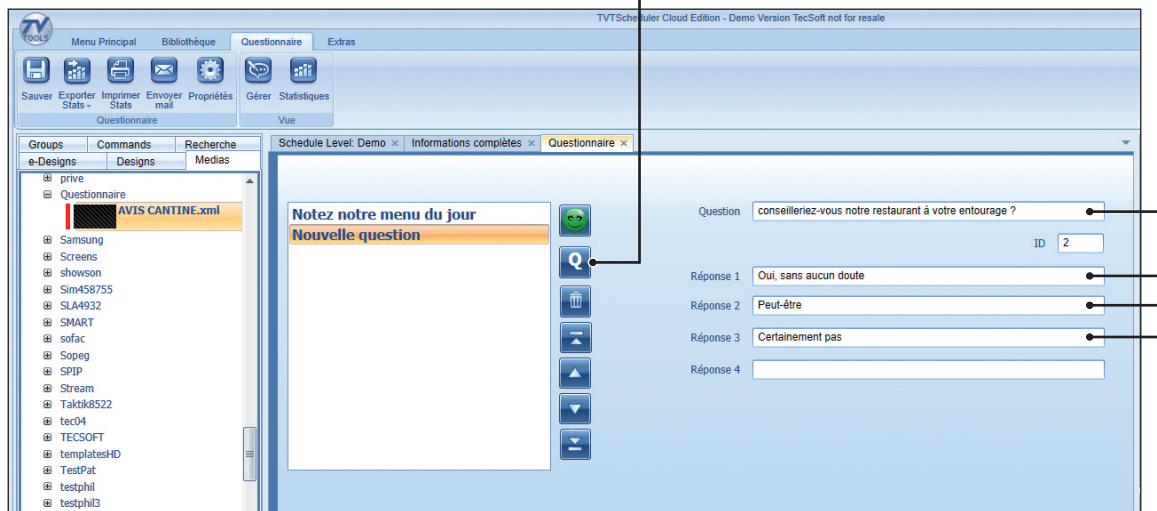 TVTScheduler Cloud Edition - Demo Version TecSoft not for resale
TV
TOOLS
Menu Principal Bibliothèque Questionnaire Extras
Sauver Exporter Stats Imprimer Stats Envoyer mail Propriétés Gérer Statistiques
Questionnaire Vue
Groups Commands Recherche
e-Designs Designs Medias
Schedule Level: Demo × Informations complètes × Questionnaire ×
prive
Questionnaire
AVIS CANTINE.xml
Samsung
Screens
showson
Sim458755
SLA4932
SMART
sofac
Sopeg
SPIP
Stream
Taktik8522
tec04
TECSOFT
templatesHD
TestPat
testphil
testphil3
Notez notre menu du jour
Nouvelle question
Q
Question conseilleriez-vous notre restaurant à votre entourage ?
ID 2
Réponse 1 Oui, sans aucun doute
Réponse 2 Peut-être
Réponse 3 Certainement pas
Réponse 4